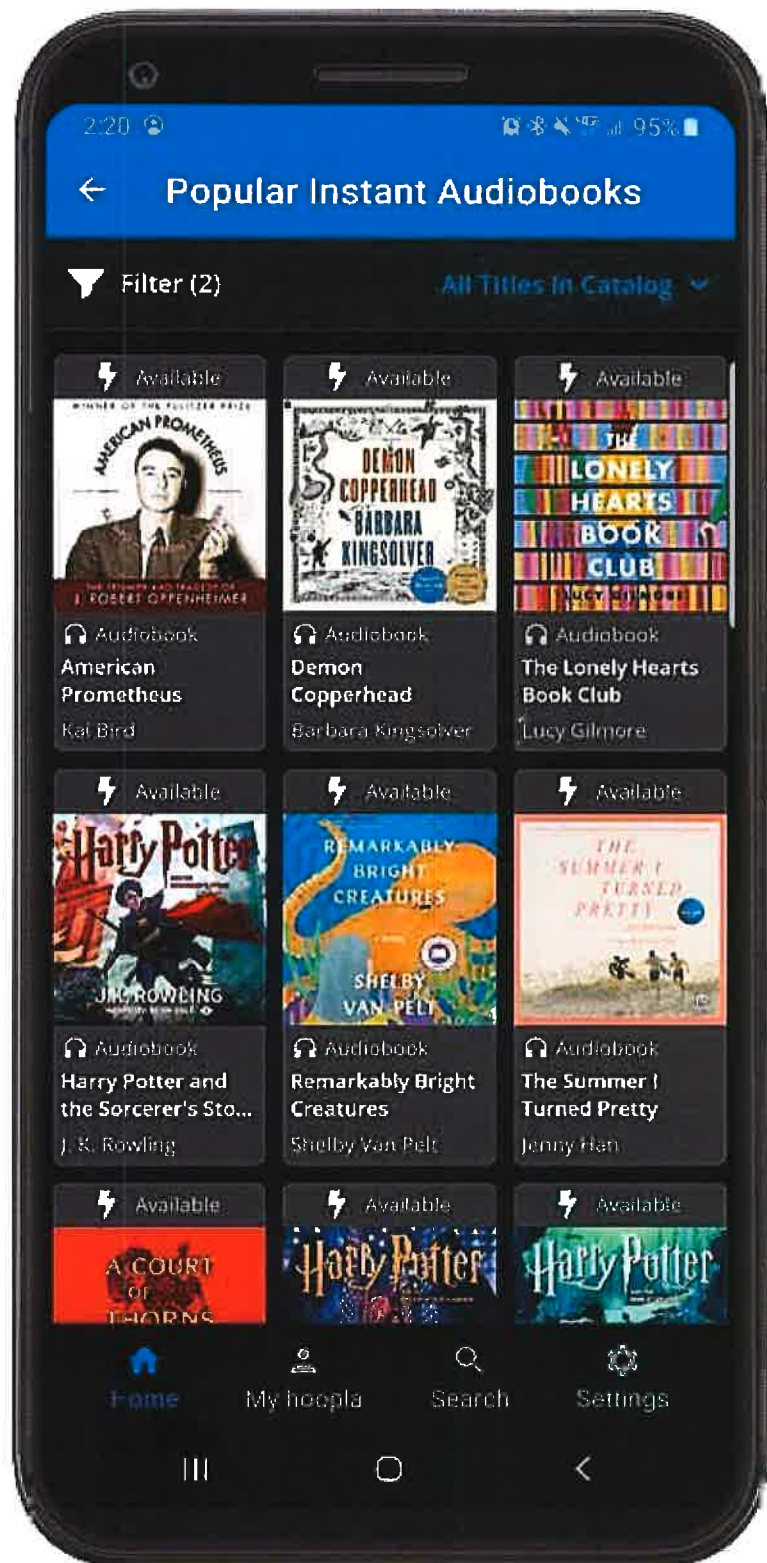 2:20 95%
Popular Instant Audiobooks
Filter (2) All Titles in Catalog
Available Available Available
WINNER OF THE PULITZER PRIZE
AMERICAN PROMETHEUS
THE TRIUMPH AND TRAGEDY OF
J. ROBERT OPPENHEIMER
DEMON
COPPERHEAD
BARBARA
KINGSOLVER
THE
LONELY
HEARTS
BOOK
CLUB
LUCY GILMORE
Audiobook Audiobook Audiobook
American
Prometheus
Kai Bird
Demon
Copperhead
Barbara Kingsolver
The Lonely Hearts
Book Club
Lucy Gilmore
Available Available Available
Harry Potter
J.K. ROWLING
REMARKABLY
BRIGHT
CREATURES
SHELBY
VAN PELT
THE
SUMMER I
TURNED
PRETTY
Audiobook Audiobook Audiobook
Harry Potter and
the Sorcerer's Sto...
J. K. Rowling
Remarkably Bright
Creatures
Shelby Van Pelt
The Summer I
Turned Pretty
Jenny Han
Available Available Available
A COURT
OF
THORNS
Harry Potter
Harry Potter
Home My hoopla Search Settings